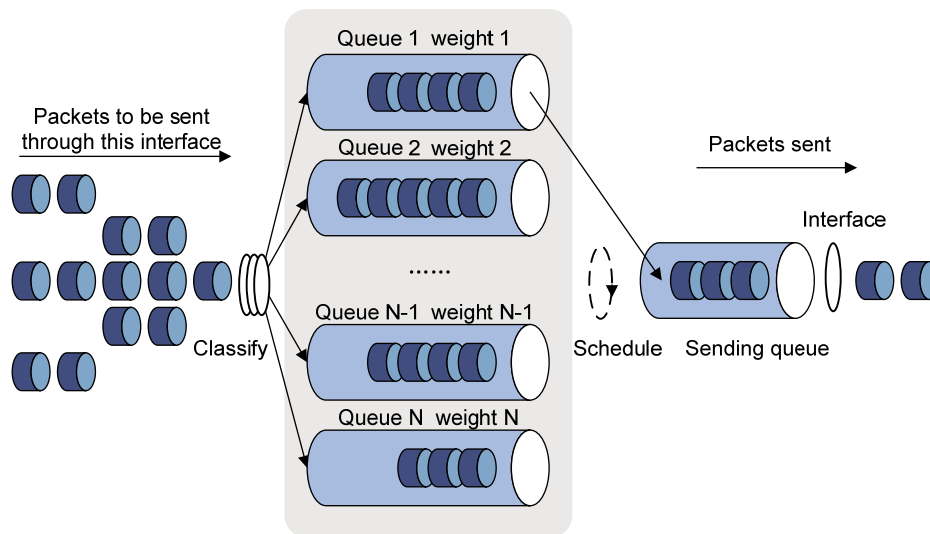 Queue 1 weight 1
Packets to be sent
through this interface
Queue 2 weight 2
Packets sent
Interface
......
Queue N-1 weight N-1
Classify
Schedule
Sending queue
Queue N weight N